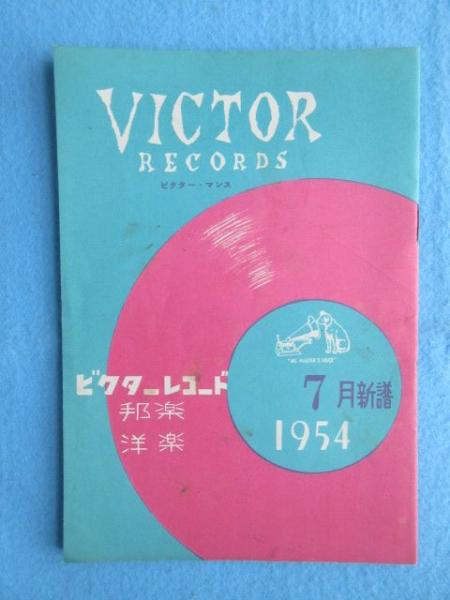 VICTOR
RECORDS
ビクター・マンス
"HIS MASTER'S VOICE"
ビクターレコード
邦楽
洋楽
7月新譜
1954